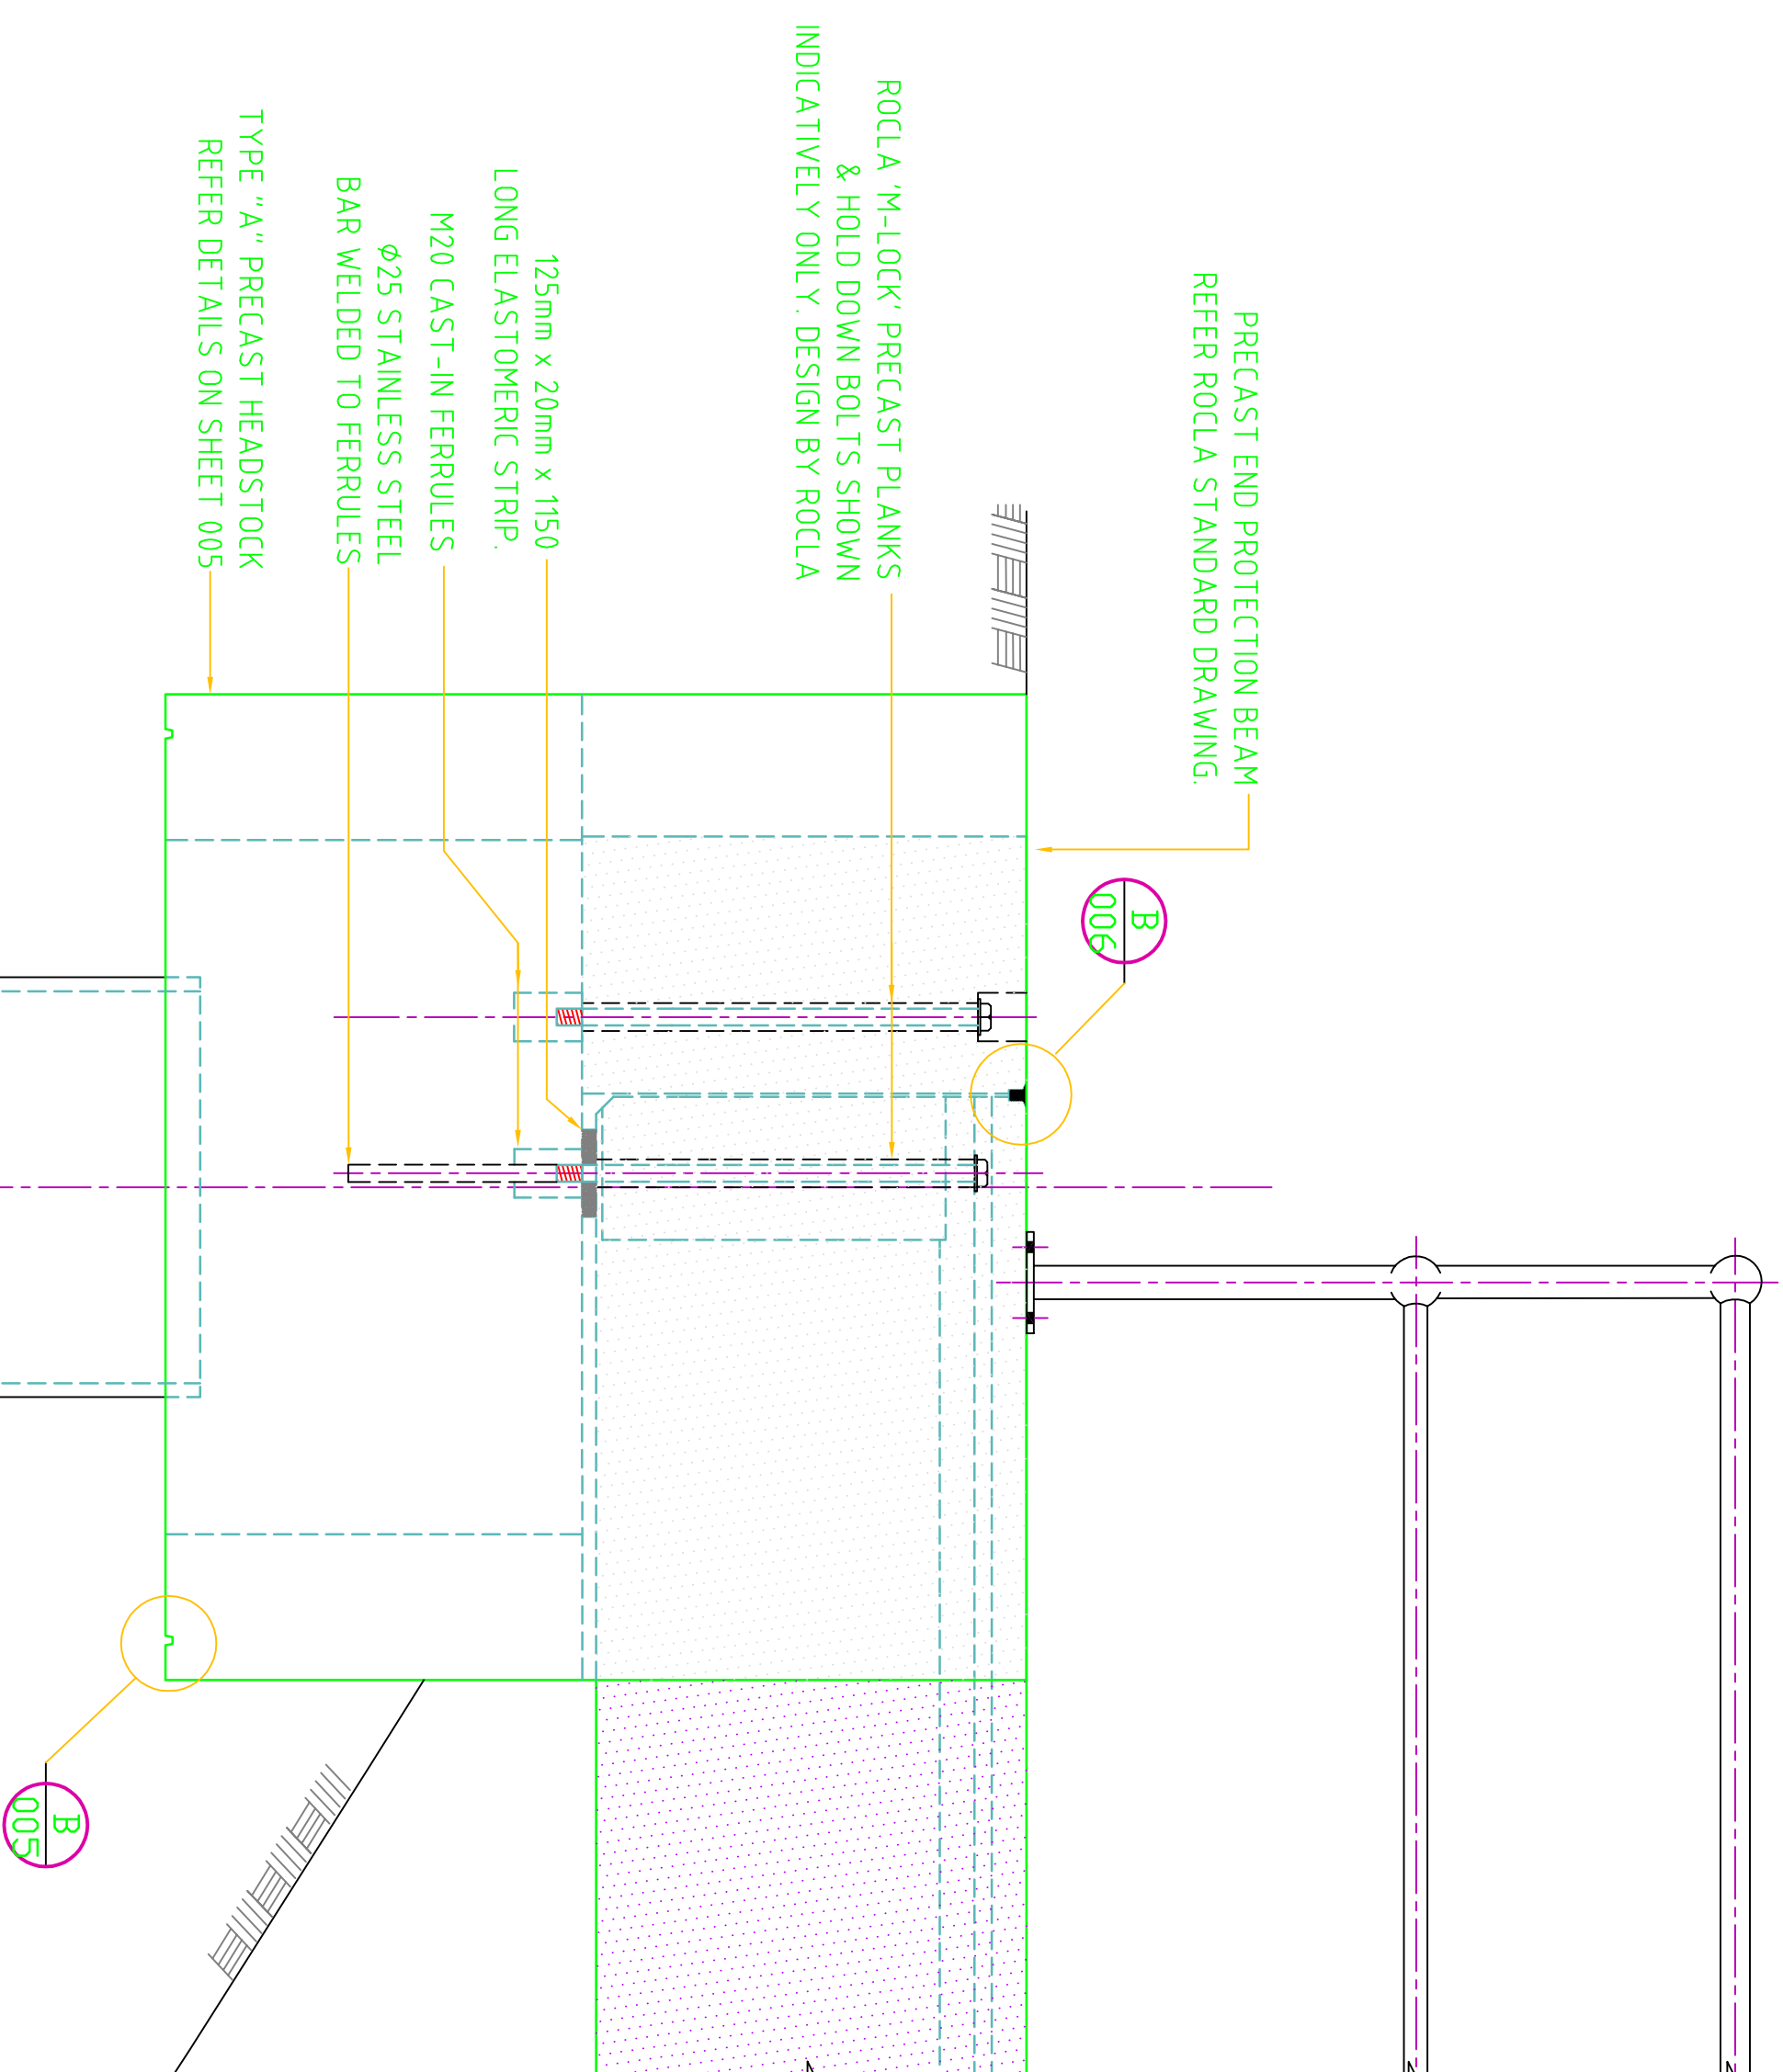 PRECAST END PROTECTION BEAM
REFER ROCLA STANDARD DRAWING.
B
006
ROCLA 'M-LOCK' PRECAST PLANKS
& HOLD DOWN BOLTS SHOWN
INDICATIVELY ONLY. DESIGN BY ROCLA
125mm x 20mm x 1150
LONG ELASTOMERIC STRIP.
M20 CAST-IN FERRULES
Ø25 STAINLESS STEEL
BAR WELDED TO FERRULES
TYPE "A" PRECAST HEADSTOCK
REFER DETAILS ON SHEET 005
B
005